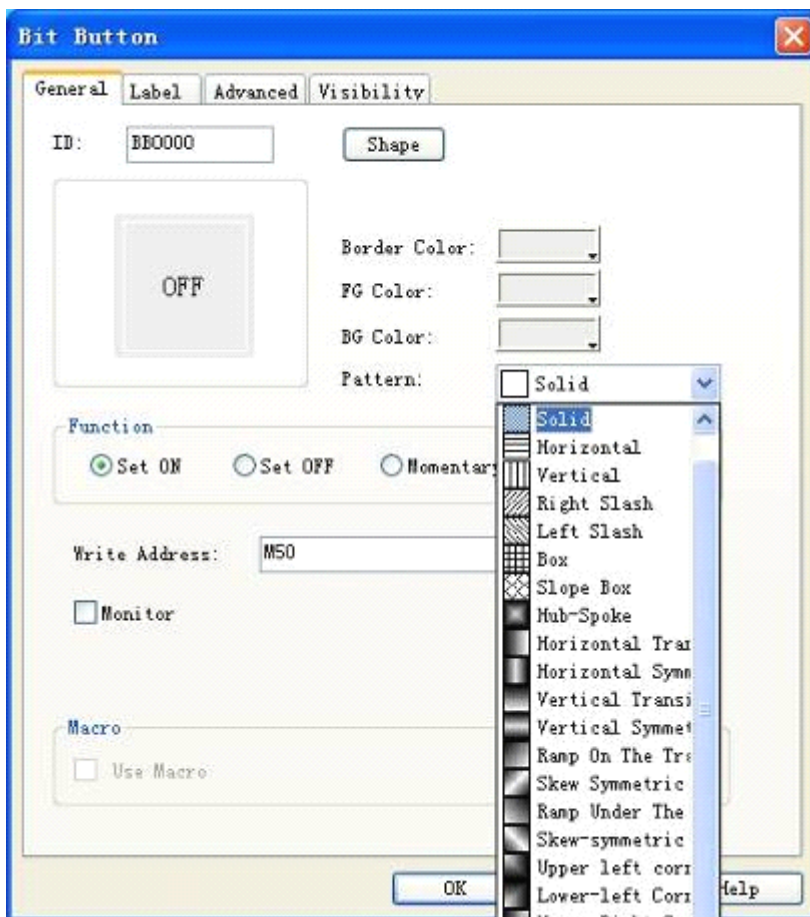 Bit Button
General Label Advanced Visibility
ID: BB0000 Shape
OFF
Border Color:
FG Color:
BG Color:
Pattern: Solid
Function
Set ON Set OFF Momentary
Write Address: M50
Monitor
Macro
Use Macro
Solid
Horizontal
Vertical
Right Slash
Left Slash
Box
Slope Box
Hub-Spoke
Horizontal Tran
Horizontal Symm
Vertical Transi
Vertical Symmet
Ramp On The Tra
Skew Symmetric
Ramp Under The
Skew-symmetric
Upper left corr
Lower-left Corr
OK Help